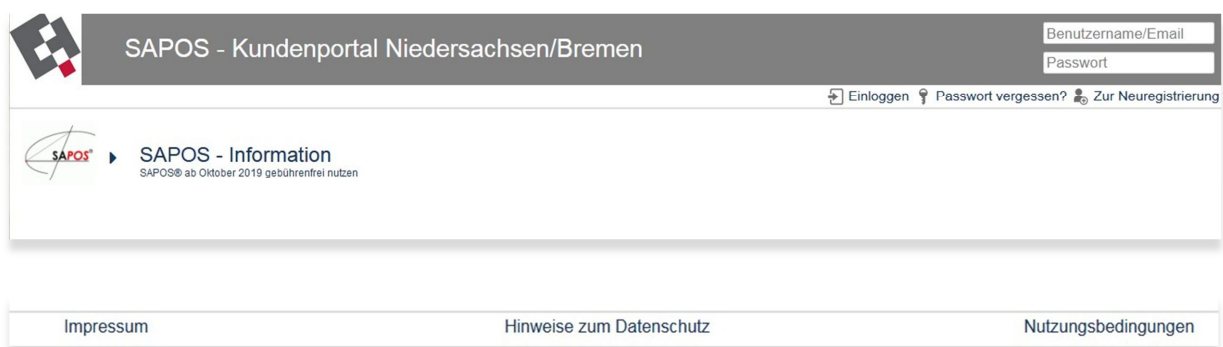 SAPOS - Kundenportal Niedersachsen/Bremen
Benutzername/Email
Passwort
Einloggen Passwort vergessen? Zur Neuregistrierung
SAPOS®
SAPOS - Information
SAPOS® ab Oktober 2019 gebührenfrei nutzen
Impressum Hinweise zum Datenschutz Nutzungsbedingungen